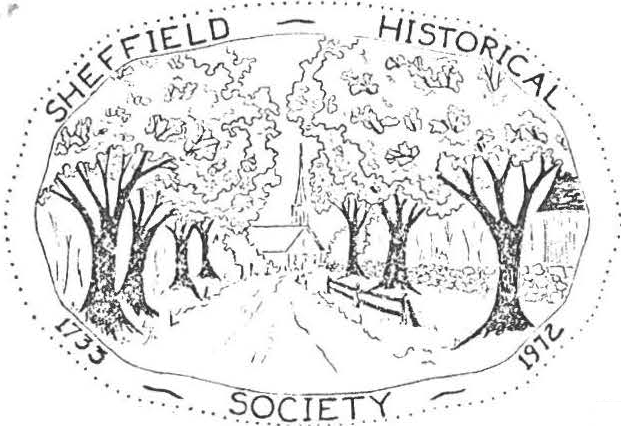 SHEFFIELD — HISTORICAL
1733
1972
— SOCIETY —